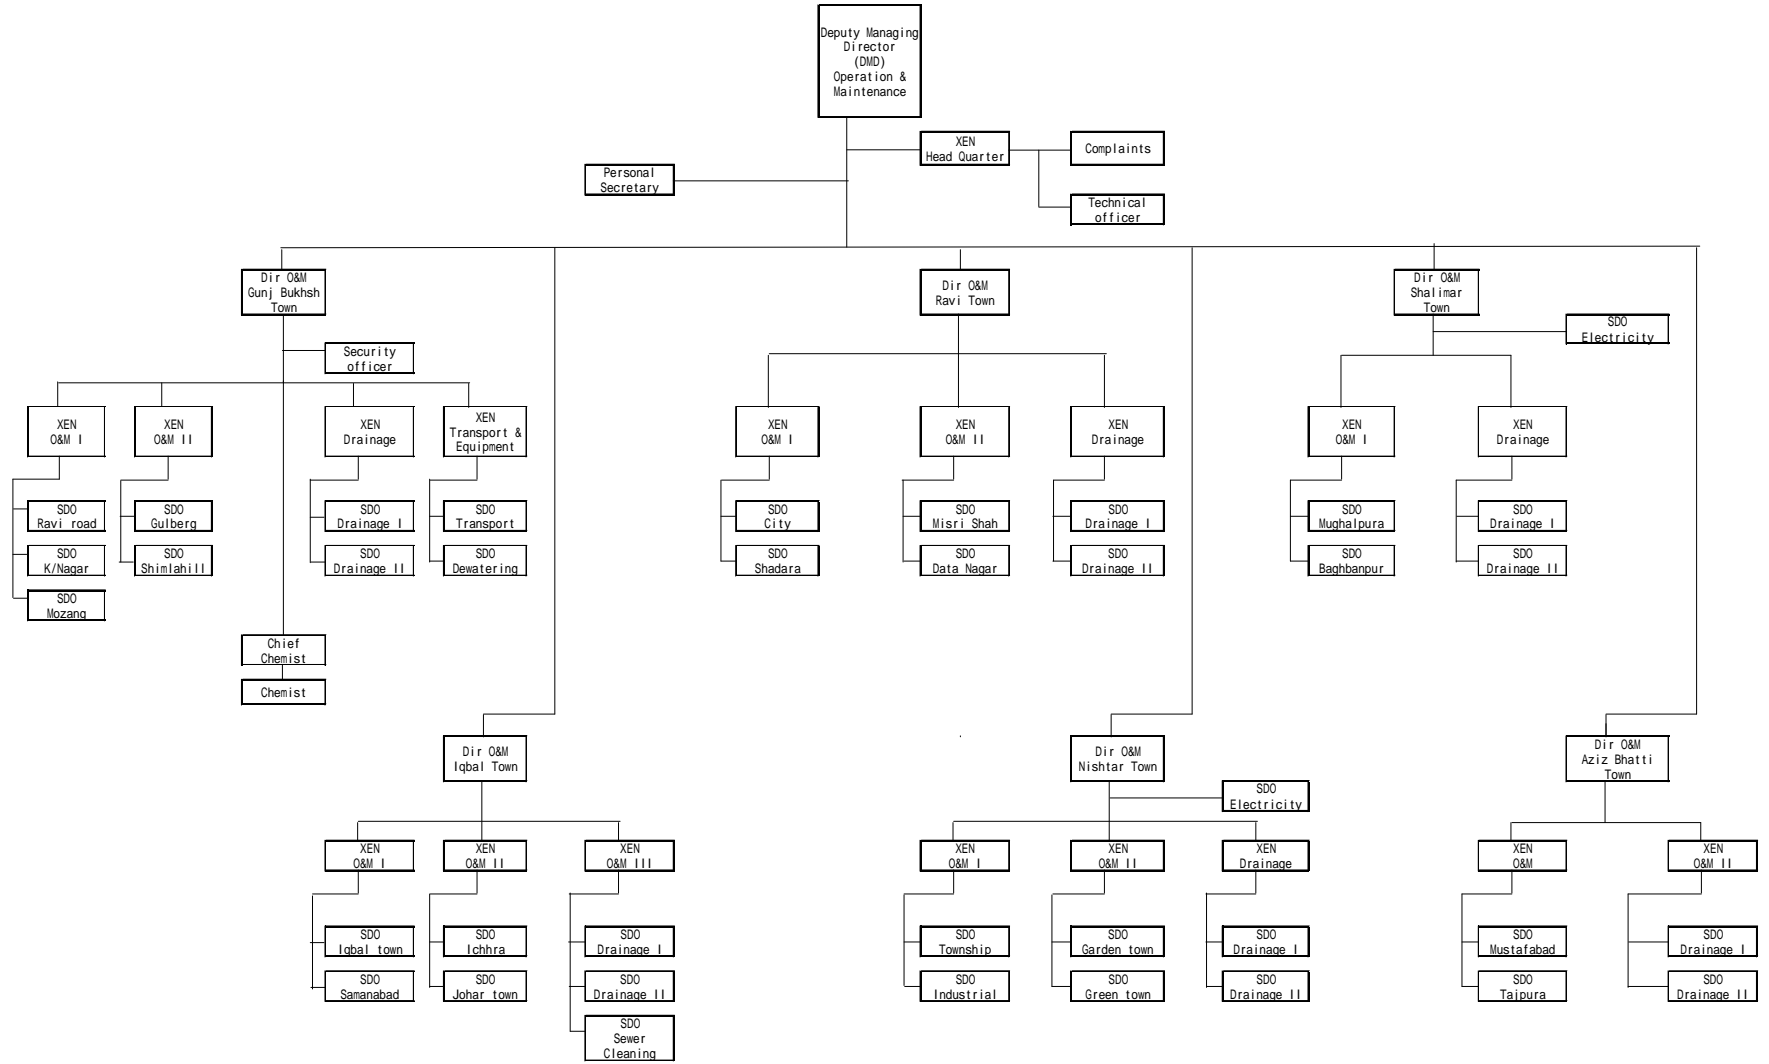 Deputy Managing
Director
(DMD)
Operation &
Maintenance
XEN
Head Quarter
Complaints
Personal
Secretary
Technical
officer
Dir O&M
Gunj Bukhsh
Town
Dir O&M
Ravi Town
Dir O&M
Shalimar
Town
SDO
Electricity
Security
officer
XEN
O&M I
XEN
O&M II
XEN
Drainage
XEN
Transport &
Equipment
XEN
O&M I
XEN
O&M II
XEN
Drainage
XEN
O&M I
XEN
Drainage
SDO
Ravi road
SDO
Gulberg
SDO
Drainage I
SDO
Transport
SDO
City
SDO
Misri Shah
SDO
Drainage I
SDO
Mughalpura
SDO
Drainage I
SDO
K/Nagar
SDO
Shimlahill
SDO
Drainage II
SDO
Dewatering
SDO
Shadara
SDO
Data Nagar
SDO
Drainage II
SDO
Baghbanpur
SDO
Drainage II
SDO
Mozang
Chief
Chemist
Chemist
Dir O&M
Iqbal Town
Dir O&M
Nishtar Town
Dir O&M
Aziz Bhatti
Town
SDO
Electricity
XEN
O&M I
XEN
O&M II
XEN
O&M III
XEN
O&M I
XEN
O&M II
XEN
Drainage
XEN
O&M
XEN
O&M II
SDO
Iqbal town
SDO
Ichhra
SDO
Drainage I
SDO
Township
SDO
Garden town
SDO
Drainage I
SDO
Mustafabad
SDO
Drainage I
SDO
Samanabad
SDO
Johar town
SDO
Drainage II
SDO
Industrial
SDO
Green town
SDO
Drainage II
SDO
Tajpura
SDO
Drainage II
SDO
Sewer
Cleaning